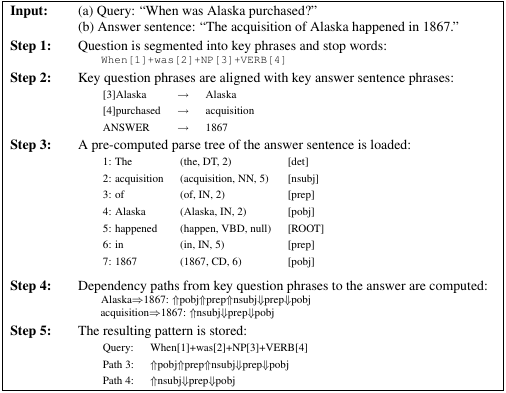 Input: (a) Query: “When was Alaska purchased?”
(b) Answer sentence: “The acquisition of Alaska happened in 1867.”
Step 1: Question is segmented into key phrases and stop words:
When[1]+was[2]+NP[3]+VERB[4]
Step 2: Key question phrases are aligned with key answer sentence phrases:
[3]Alaska → Alaska
[4]purchased → acquisition
ANSWER → 1867
Step 3: A pre-computed parse tree of the answer sentence is loaded:
1: The (the, DT, 2) [det]
2: acquisition (acquisition, NN, 5) [nsubj]
3: of (of, IN, 2) [prep]
4: Alaska (Alaska, IN, 2) [pobj]
5: happened (happen, VBD, null) [ROOT]
6: in (in, IN, 5) [prep]
7: 1867 (1867, CD, 6) [pobj]
Step 4: Dependency paths from key question phrases to the answer are computed:
Alaska⇒1867: ⇑pobj⇑prep⇑nsubj⇓prep⇓pobj
acquisition⇒1867: ⇑nsubj⇓prep⇓pobj
Step 5: The resulting pattern is stored:
Query: When[1]+was[2]+NP[3]+VERB[4]
Path 3: ⇑pobj⇑prep⇑nsubj⇓prep⇓pobj
Path 4: ⇑nsubj⇓prep⇓pobj